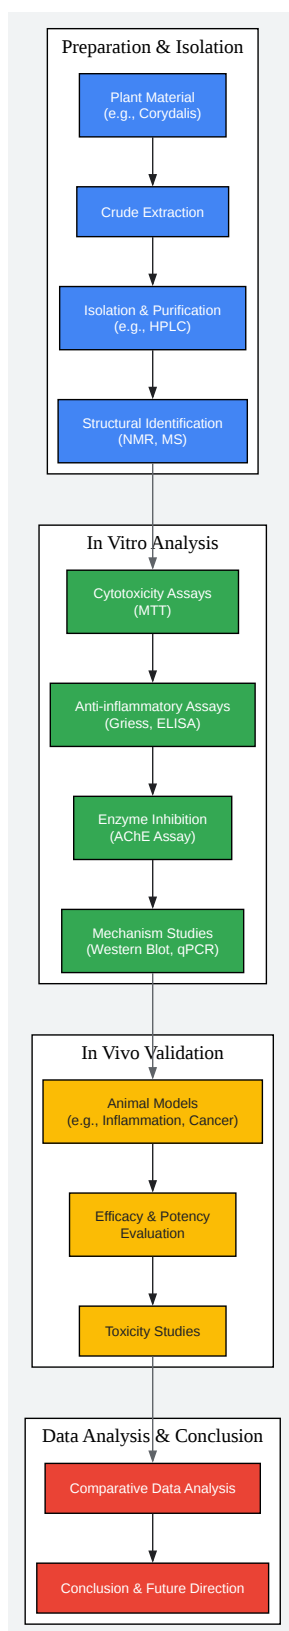 Preparation & Isolation
Plant Material
(e.g., Corydalis)
Crude Extraction
Isolation & Purification
(e.g., HPLC)
Structural Identification
(NMR, MS)
In Vitro Analysis
Cytotoxicity Assays
(MTT)
Anti-inflammatory Assays
(Griess, ELISA)
Enzyme Inhibition
(AChE Assay)
Mechanism Studies
(Western Blot, qPCR)
In Vivo Validation
Animal Models
(e.g., Inflammation, Cancer)
Efficacy & Potency
Evaluation
Toxicity Studies
Data Analysis & Conclusion
Comparative Data Analysis
Conclusion & Future Direction